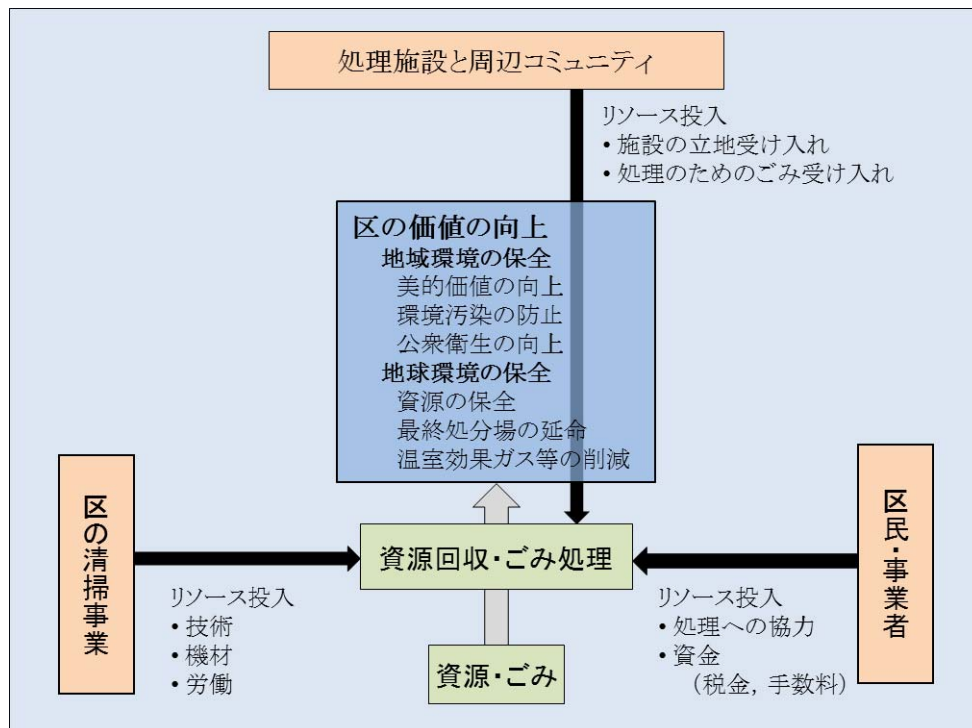 処理施設と周辺コミュニティ
リソース投入
・施設の立地受け入れ
・処理のためのごみ受け入れ
区の価値の向上
地域環境の保全
美的価値の向上
環境汚染の防止
公衆衛生の向上
地球環境の保全
資源の保全
最終処分場の延命
温室効果ガス等の削減
区の清掃事業
リソース投入
・技術
・機材
・労働
資源回収・ごみ処理
資源・ごみ
リソース投入
・処理への協力
・資金
（税金, 手数料）
区民・事業者